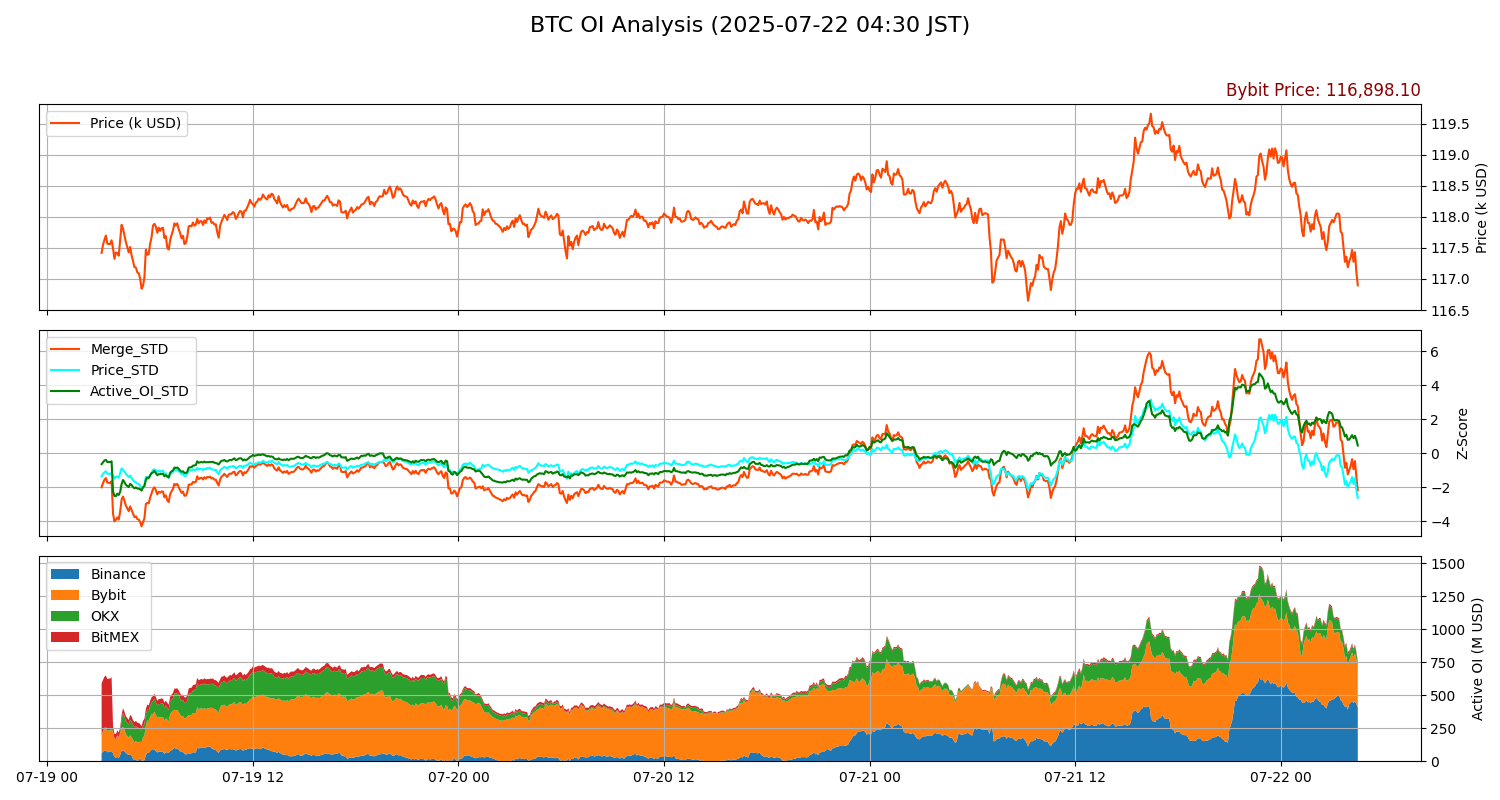 BTC OI Analysis (2025-07-22 04:30 JST)
Bybit Price: 116,898.10
Price (k USD)
119.5
119.0
118.5
118.0
117.5
117.0
116.5
Price (k USD)
Merge_STD
Price_STD
Active_OI_STD
6
4
2
0
−2
−4
Z-Score
Binance
Bybit
OKX
BitMEX
1500
1250
1000
750
500
250
0
Active OI (M USD)
07-19 00
07-19 12
07-20 00
07-20 12
07-21 00
07-21 12
07-22 00